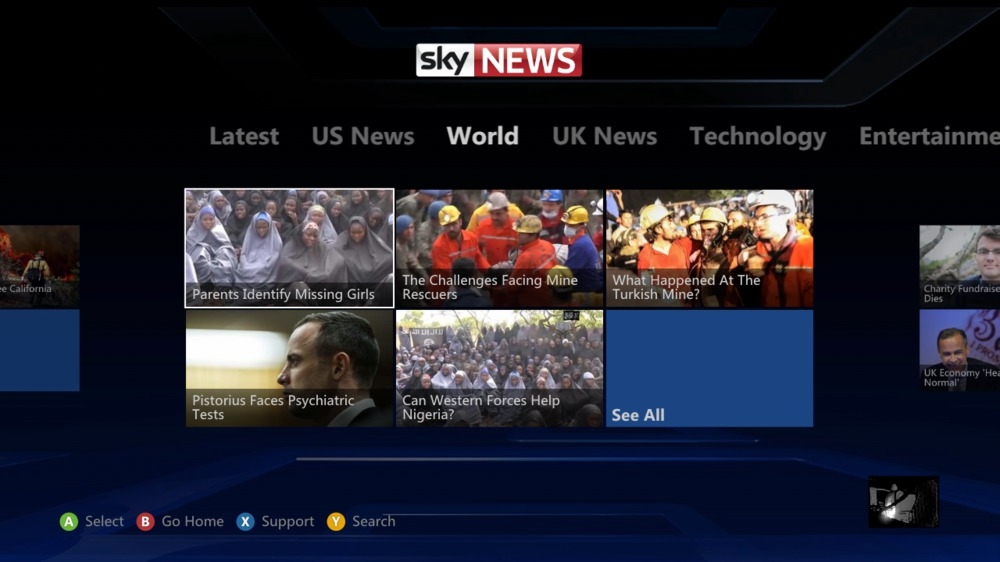 sky NEWS
Latest US News World UK News Technology Entertainme
Parents Identify Missing Girls
The Challenges Facing Mine
Rescuers
What Happened At The
Turkish Mine?
Pistorius Faces Psychiatric
Tests
Can Western Forces Help
Nigeria?
See All
ee California
Charity Fundraise
Dies
UK Economy 'Hea
Normal'
A Select B Go Home X Support Y Search